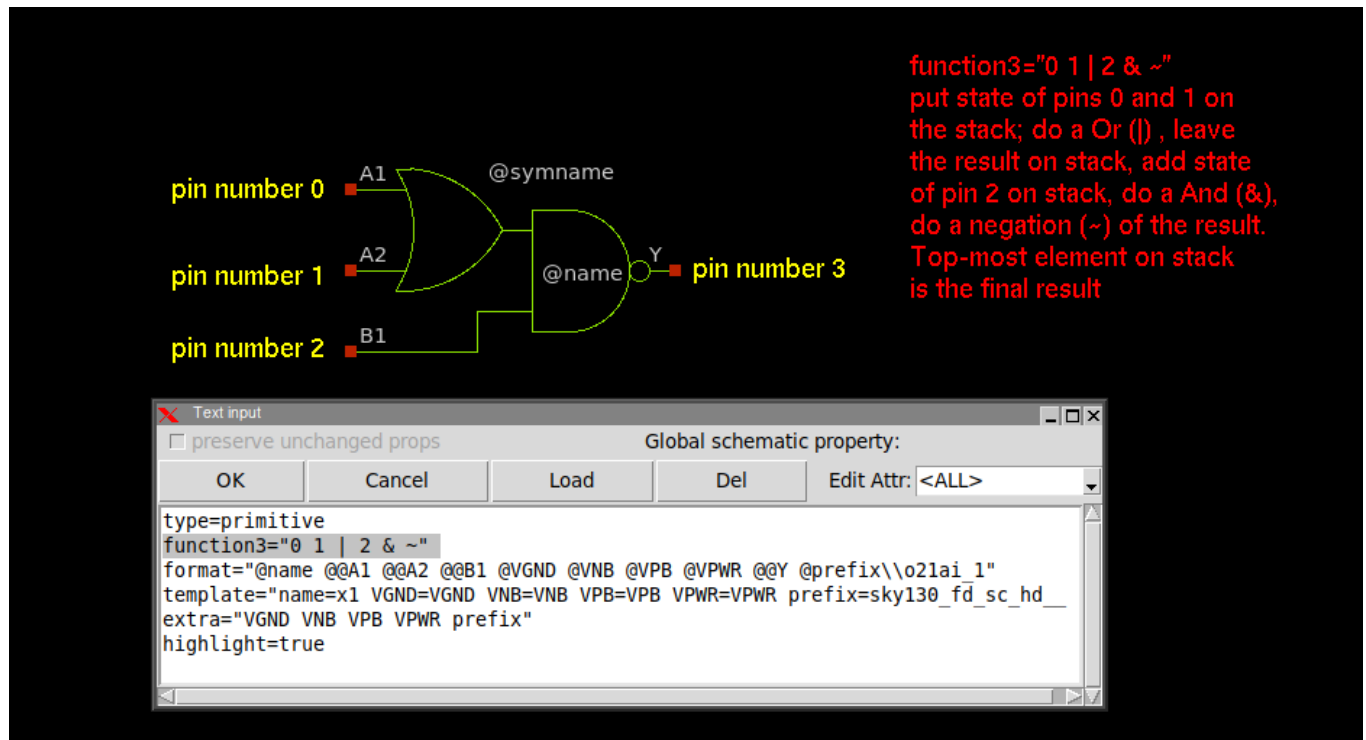 function3="0 1 | 2 & ~"
put state of pins 0 and 1 on
the stack; do a Or (|) , leave
the result on stack, add state
of pin 2 on stack, do a And (&),
do a negation (~) of the result.
Top-most element on stack
is the final result
A1
@symname
pin number 0
A2
Y
pin number 1
@name
pin number 3
B1
pin number 2
Text input
preserve unchanged props
Global schematic property:
OK
Cancel
Load
Del
Edit Attr:
<ALL>
type=primitive
function3="0 1 | 2 & ~"
format="@name @@A1 @@A2 @@B1 @VGND @VNB @VPB @VPWR @@Y @prefix\\o21ai_1"
template="name=x1 VGND=VGND VNB=VNB VPB=VPB VPWR=VPWR prefix=sky130_fd_sc_hd__
extra="VGND VNB VPB VPWR prefix"
highlight=true